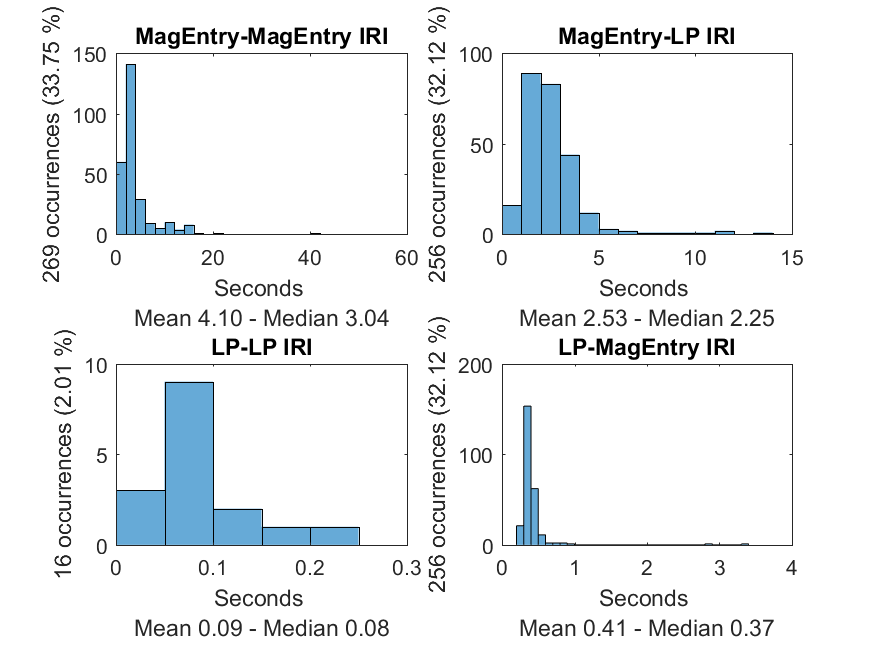 MagEntry-MagEntry IRI
269 occurrences (33.75 %)
150
100
50
0
0 20 40 60
Seconds
Mean 4.10 - Median 3.04
MagEntry-LP IRI
256 occurrences (32.12 %)
100
50
0
0 5 10 15
Seconds
Mean 2.53 - Median 2.25
LP-LP IRI
16 occurrences (2.01 %)
10
5
0
0 0.1 0.2 0.3
Seconds
Mean 0.09 - Median 0.08
LP-MagEntry IRI
256 occurrences (32.12 %)
200
100
0
0 1 2 3 4
Seconds
Mean 0.41 - Median 0.37